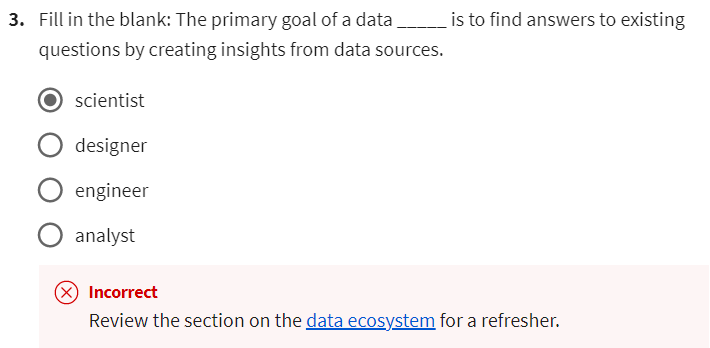 3. Fill in the blank: The primary goal of a data _____ is to find answers to existing
questions by creating insights from data sources.
scientist
designer
engineer
analyst
Incorrect
Review the section on the data ecosystem for a refresher.